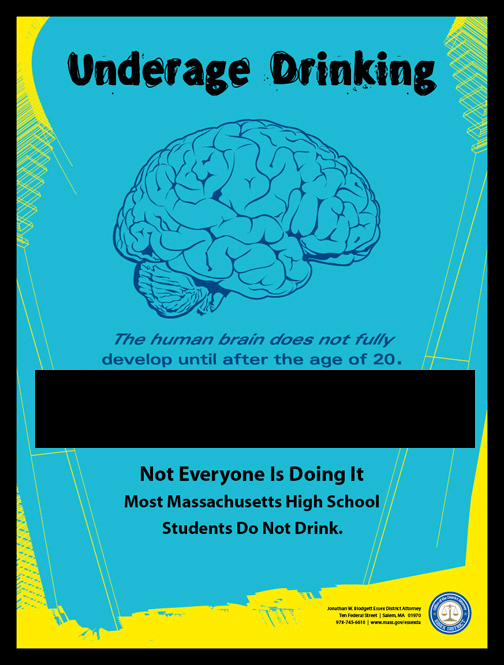 Underage Drinking
The human brain does not fully
develop until after the age of 20.
Not Everyone Is Doing It
Most Massachusetts High School
Students Do Not Drink.
Jonathan W. Blodgett Essex District Attorney
Ten Federal Street | Salem, MA 01970
978-745-6610 | www.mass.gov/essexda
ESSEX DISTRICT